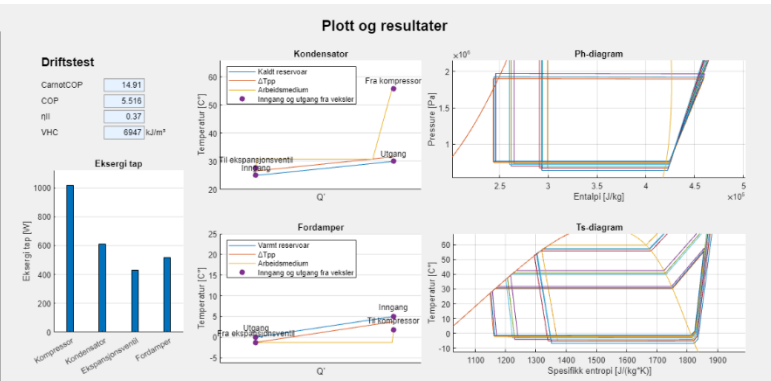 Plott og resultater
Driftstest
CarnetCOP 14.91
COP 5.516
ηII 0.37
VHC 6947 kJ/m³
Eksergi tap
Eksergi tap [W]
1000
800
600
400
200
0
Kompressor
Kondensator
Ekspansjonsventil
Fordamper
Kondensator
Temperatur [C°]
60
50
40
30
20
Kaldt reservoar
ΔTpp
Arbeidsmedium
Inngang og utgang fra veksler
Fra kompressor
Til ekspansjonsventil
Inngang
Utgang
Q'
Fordamper
Temperatur [C°]
25
20
15
10
5
0
-5
Varmt reservoar
ΔTpp
Arbeidsmedium
Inngang og utgang fra veksler
Inngang
Til kompressor
Utgang
Fra ekspansjonsventil
Q'
Ph-diagram
Pressure [Pa]
2
1.5
1
2.5 3 3.5 4 4.5 5
Entalpi [J/kg]
Ts-diagram
Temperatur [C°]
60
50
40
30
20
10
0
-10
1100 1200 1300 1400 1500 1600 1700 1800 1900
Spesifikk entropi [J/(kg*K)]